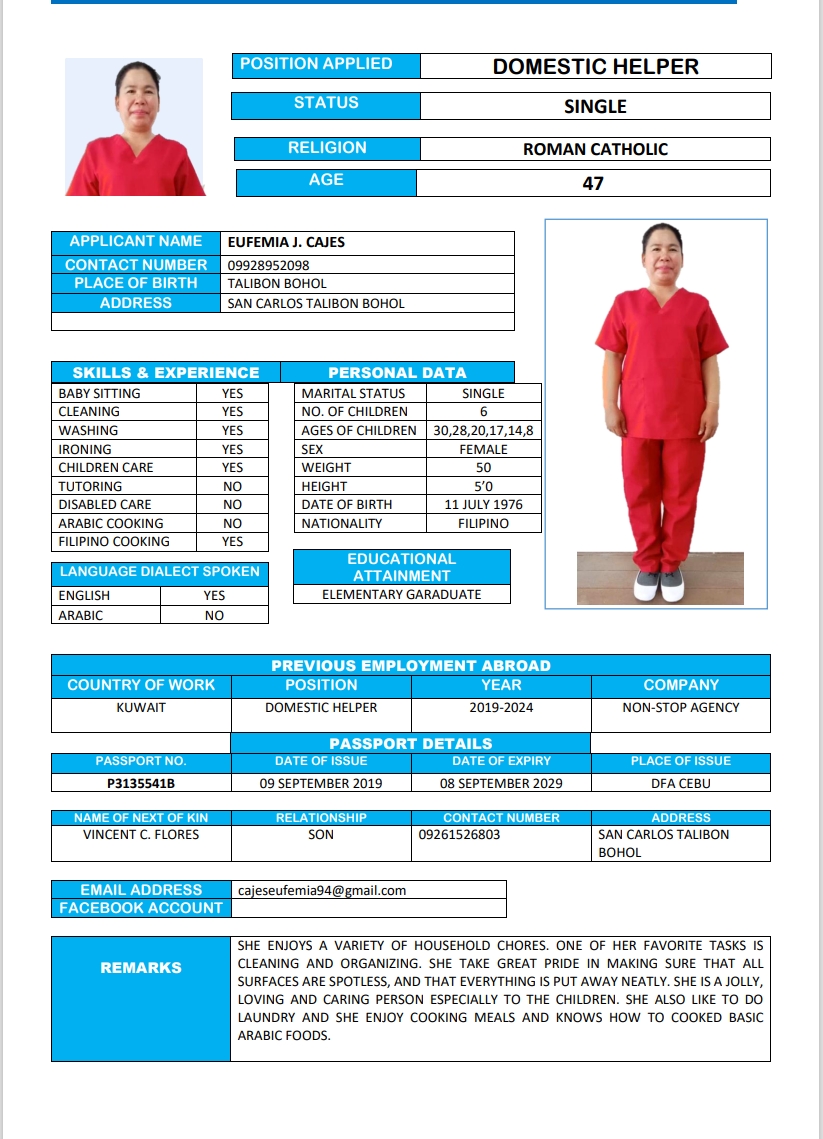 POSITION APPLIED DOMESTIC HELPER
STATUS SINGLE
RELIGION ROMAN CATHOLIC
AGE 47
APPLICANT NAME EUFEMIA J. CAJES
CONTACT NUMBER 09928952098
PLACE OF BIRTH TALIBON BOHOL
ADDRESS SAN CARLOS TALIBON BOHOL
SKILLS & EXPERIENCE
BABY SITTING YES
CLEANING YES
WASHING YES
IRONING YES
CHILDREN CARE YES
TUTORING NO
DISABLED CARE NO
ARABIC COOKING NO
FILIPINO COOKING YES
LANGUAGE DIALECT SPOKEN
ENGLISH YES
ARABIC NO
PERSONAL DATA
MARITAL STATUS SINGLE
NO. OF CHILDREN 6
AGES OF CHILDREN 30,28,20,17,14,8
SEX FEMALE
WEIGHT 50
HEIGHT 5’0
DATE OF BIRTH 11 JULY 1976
NATIONALITY FILIPINO
EDUCATIONAL
ATTAINMENT
ELEMENTARY GARADUATE
PREVIOUS EMPLOYMENT ABROAD
COUNTRY OF WORK POSITION YEAR COMPANY
KUWAIT DOMESTIC HELPER 2019-2024 NON-STOP AGENCY
PASSPORT DETAILS
PASSPORT NO. DATE OF ISSUE DATE OF EXPIRY PLACE OF ISSUE
P3135541B 09 SEPTEMBER 2019 08 SEPTEMBER 2029 DFA CEBU
NAME OF NEXT OF KIN RELATIONSHIP CONTACT NUMBER ADDRESS
VINCENT C. FLORES SON 09261526803 SAN CARLOS TALIBON
BOHOL
EMAIL ADDRESS cajeseufemia94@gmail.com
FACEBOOK ACCOUNT
REMARKS
SHE ENJOYS A VARIETY OF HOUSEHOLD CHORES. ONE OF HER FAVORITE TASKS IS
CLEANING AND ORGANIZING. SHE TAKE GREAT PRIDE IN MAKING SURE THAT ALL
SURFACES ARE SPOTLESS, AND THAT EVERYTHING IS PUT AWAY NEATLY. SHE IS A JOLLY,
LOVING AND CARING PERSON ESPECIALLY TO THE CHILDREN. SHE ALSO LIKE TO DO
LAUNDRY AND SHE ENJOY COOKING MEALS AND KNOWS HOW TO COOKED BASIC
ARABIC FOODS.